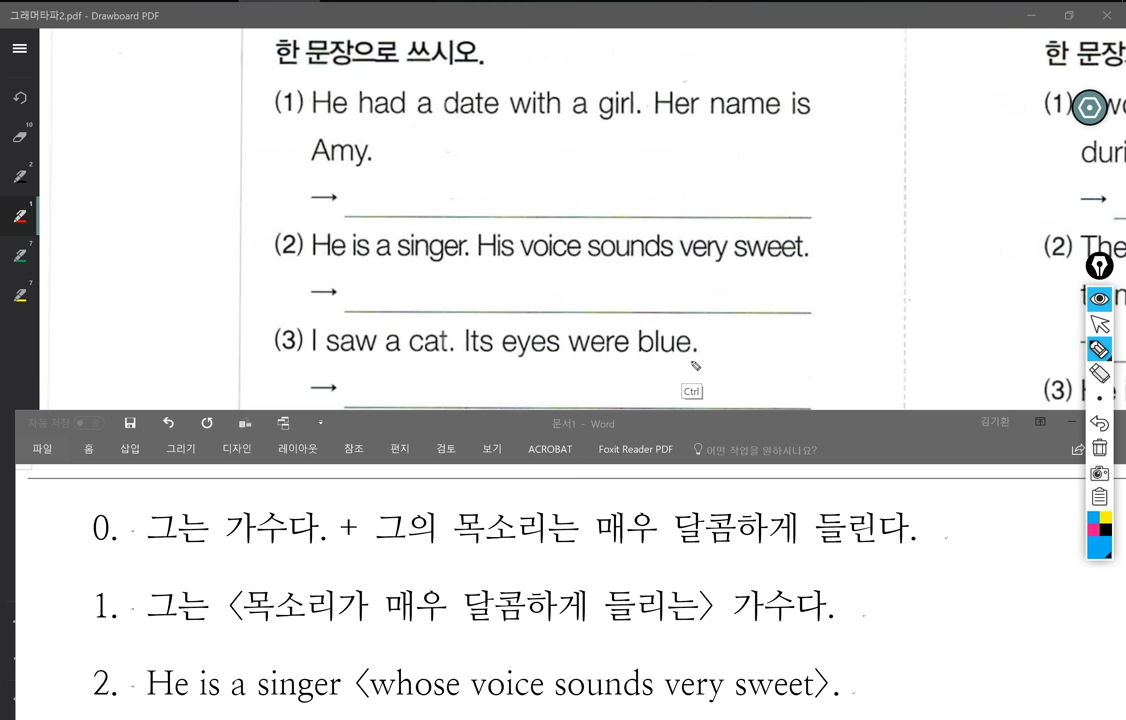 그래머타파2.pdf - Drawboard PDF
한 문장으로 쓰시오.
한 문장
10
(1) He had a date with a girl. Her name is
(1)
Amy.
duri
2
→
→
1
(2) He is a singer. His voice sounds very sweet.
(2) The
7
→
7
(3) I saw a cat. Its eyes were blue.
Ctrl
→
(3)
자동 저장
문서1 - Word
김기환
파일 홈 삽입 그리기 디자인 레이아웃 참조 편지 검토 보기 ACROBAT Foxit Reader PDF 어떤 작업을 원하시나요?
0. 그는 가수다. + 그의 목소리는 매우 달콤하게 들린다.
1. 그는 〈목소리가 매우 달콤하게 들리는〉 가수다.
2. He is a singer 〈whose voice sounds very sweet〉.